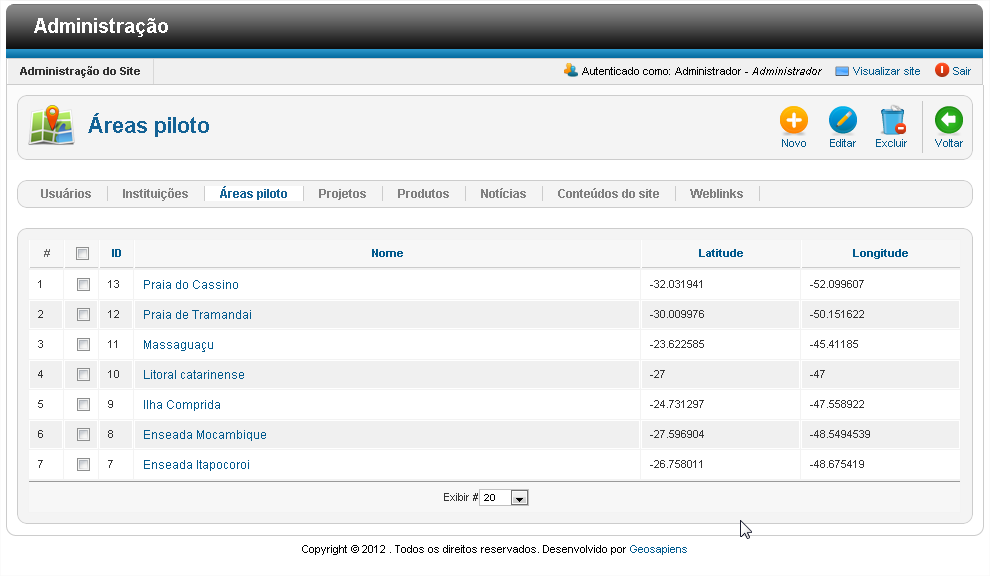 Administração
Administração do Site Autenticado como: Administrador - Administrador Visualizar site Sair
Áreas piloto Novo Editar Excluir Voltar
Usuários Instituições Áreas piloto Projetos Produtos Notícias Conteúdos do site Weblinks
# ID Nome Latitude Longitude
1 13 Praia do Cassino -32.031941 -52.099607
2 12 Praia de Tramandai -30.009976 -50.151622
3 11 Massaguaçu -23.622585 -45.41185
4 10 Litoral catarinense -27 -47
5 9 Ilha Comprida -24.731297 -47.558922
6 8 Enseada Mocambique -27.596904 -48.5494539
7 7 Enseada Itapocoroi -26.758011 -48.675419
Exibir # 20
Copyright © 2012 . Todos os direitos reservados. Desenvolvido por Geosapiens